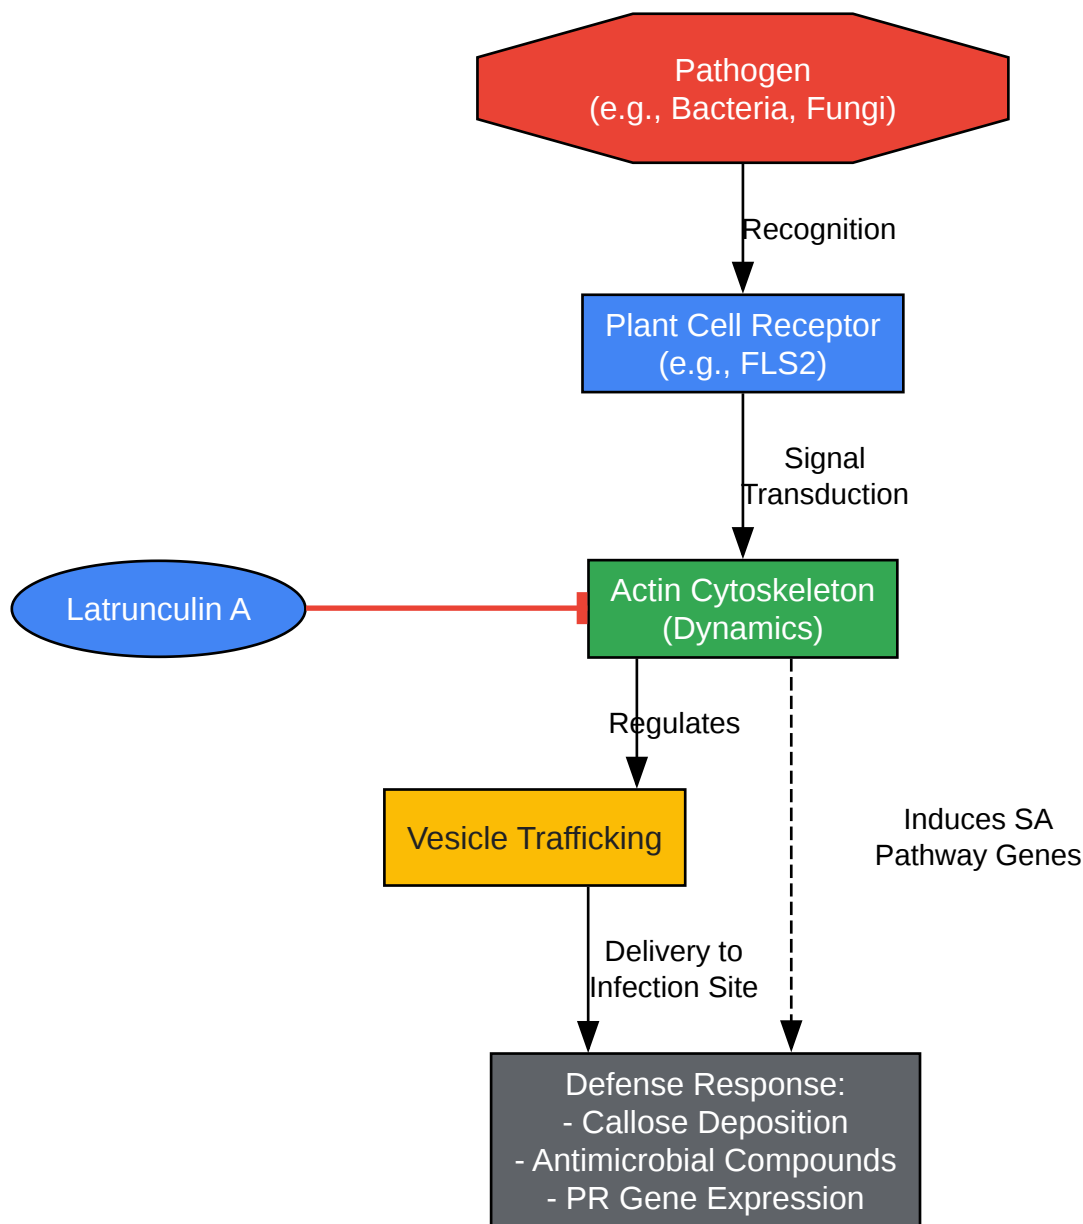 Pathogen
(e.g., Bacteria, Fungi)
Recognition
Plant Cell Receptor
(e.g., FLS2)
Signal
Transduction
Latrunculin A
Actin Cytoskeleton
(Dynamics)
Regulates
Vesicle Trafficking
Induces SA
Pathway Genes
Delivery to
Infection Site
Defense Response:
- Callose Deposition
- Antimicrobial Compounds
- PR Gene Expression